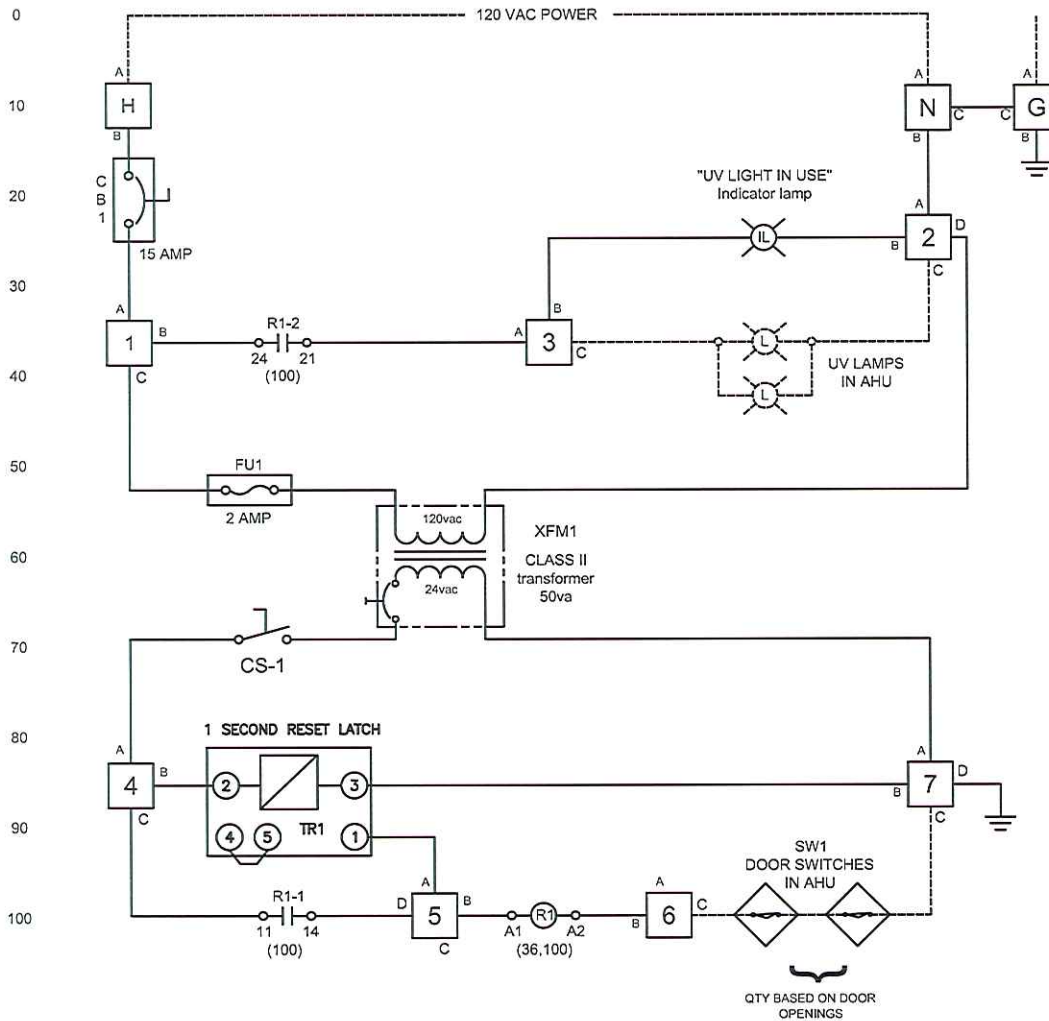 0
120 VAC POWER
A
A
A
10
H
N
C
C
G
B
B
B
C
B
1
20
"UV LIGHT IN USE"
Indicator lamp
A
IL
B
2
D
15 AMP
C
30
A
B
1
B
R1-2
A
3
L
24
21
C
UV LAMPS
IN AHU
C
(100)
40
L
50
FU1
2 AMP
120vac
XFM1
60
CLASS II
transformer
50va
24vac
70
CS-1
80
1 SECOND RESET LATCH
A
A
4
B
2
3
B
7
D
C
C
90
4
5
TR1
1
SW1
DOOR SWITCHES
IN AHU
R1-1
A
A
100
D
5
B
R1
6
C
11
14
A1
A2
B
C
(100)
(36,100)
QTY BASED ON DOOR
OPENINGS